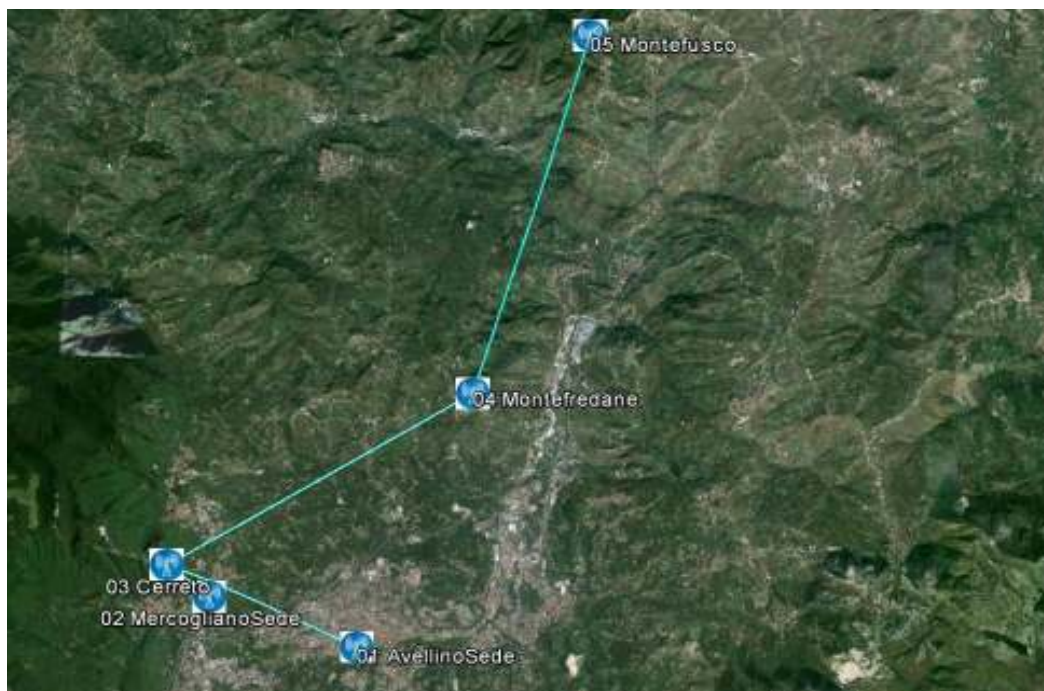 05 Montefusco
04 Montefredane
03 Cerreto
02 MercoglianoSede
01 AvellinoSede